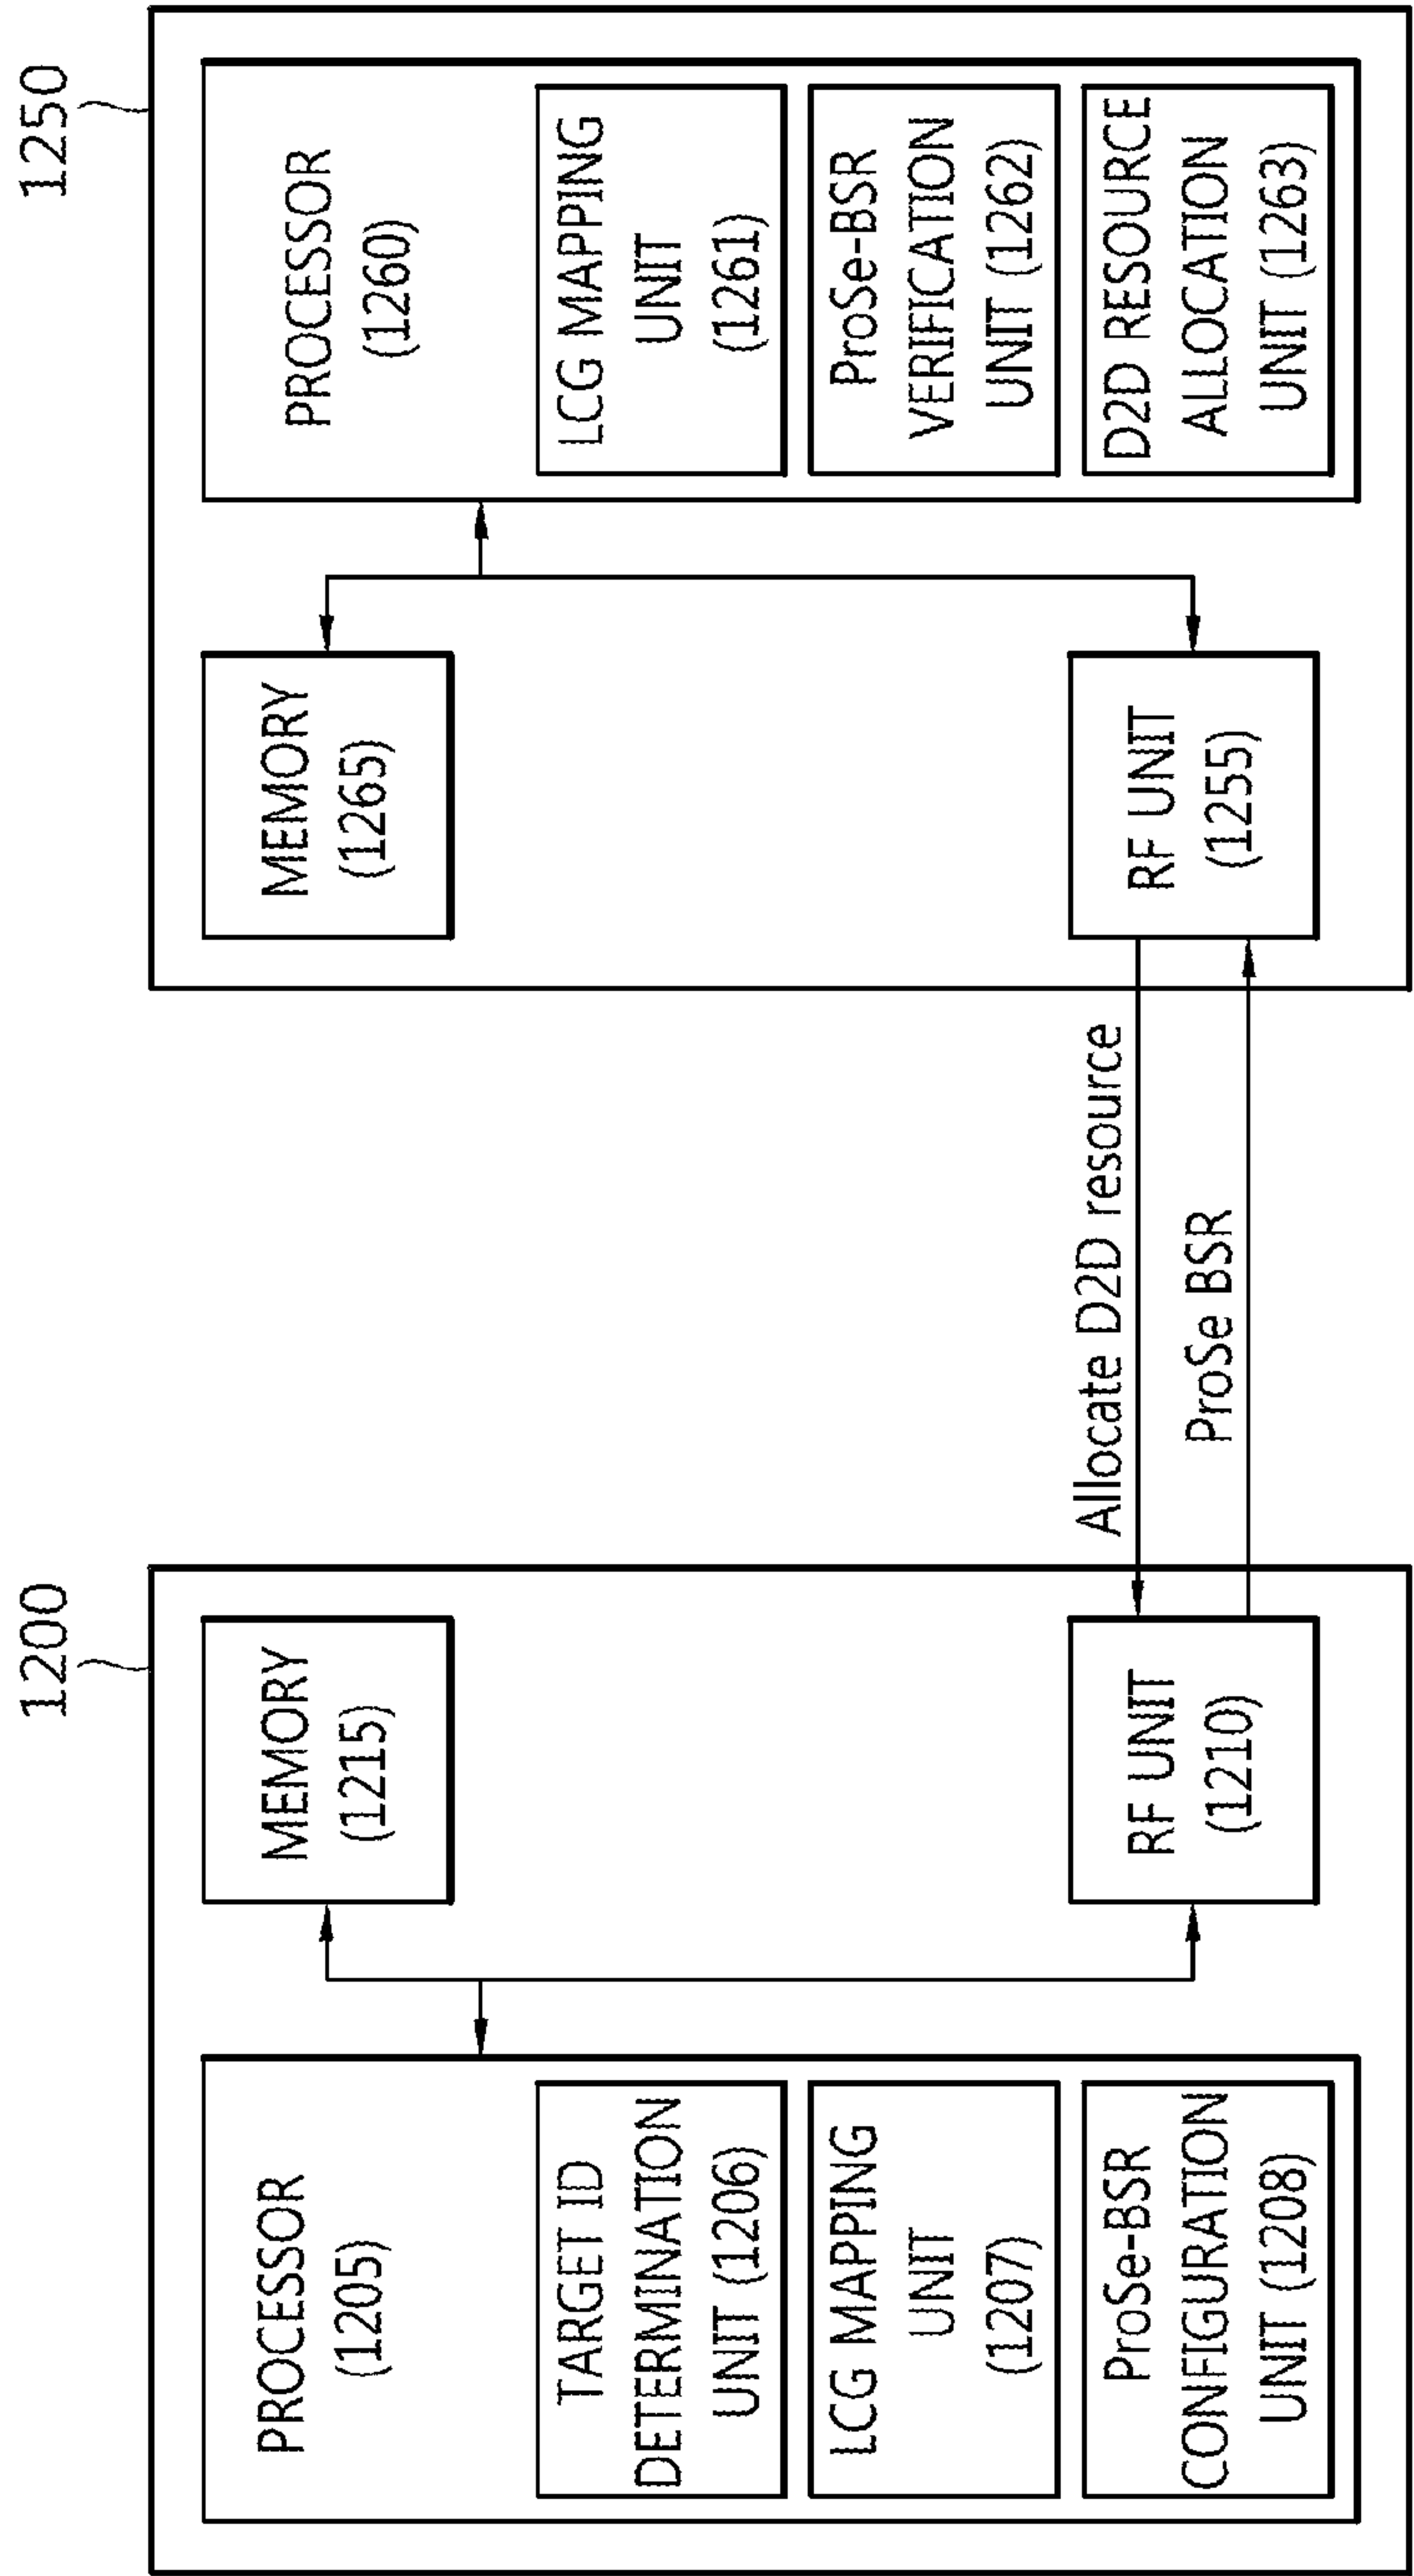 1200
PROCESSOR
(1205)
TARGET ID
DETERMINATION
UNIT (1206)
LCG MAPPING
UNIT
(1207)
ProSe-BSR
CONFIGURATION
UNIT (1208)
MEMORY
(1215)
RF UNIT
(1210)
Allocate D2D resource
ProSe BSR
1250
MEMORY
(1265)
RF UNIT
(1255)
PROCESSOR
(1260)
LCG MAPPING
UNIT
(1261)
ProSe-BSR
VERIFICATION
UNIT (1262)
D2D RESOURCE
ALLOCATION
UNIT (1263)